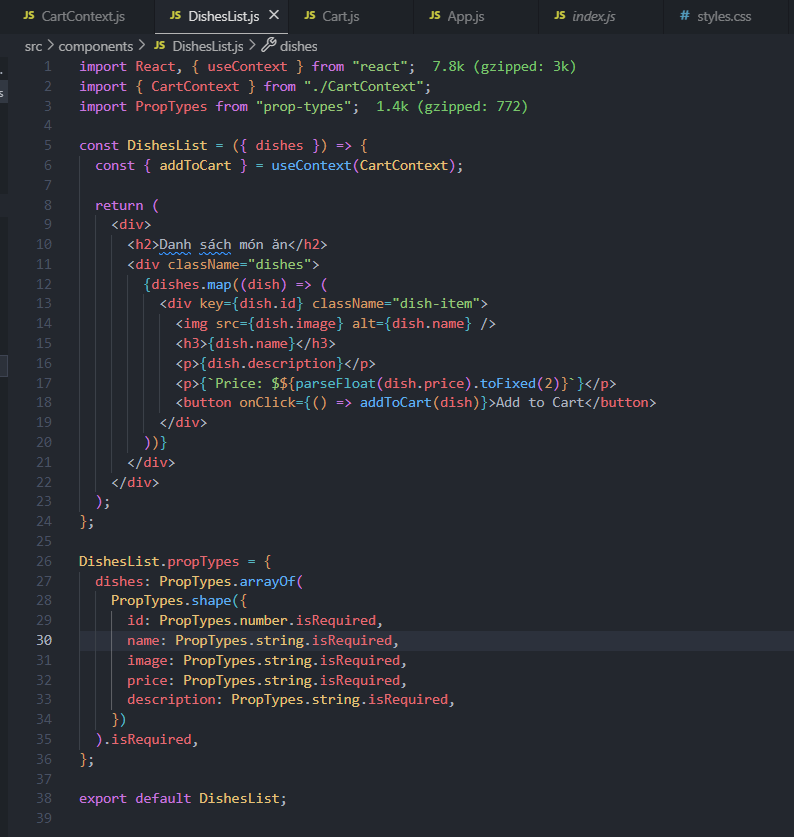 JS CartContext.js JS DishesList.js × JS Cart.js JS App.js JS index.js # styles.css
src > components > JS DishesList.js > dishes
1 import React, { useContext } from "react"; 7.8k (gzipped: 3k)
2 import { CartContext } from "./CartContext";
3 import PropTypes from "prop-types"; 1.4k (gzipped: 772)
4
5 const DishesList = ({ dishes }) => {
6   const { addToCart } = useContext(CartContext);
7
8   return (
9     <div>
10       <h2>Danh sách món ăn</h2>
11       <div className="dishes">
12         {dishes.map((dish) => (
13           <div key={dish.id} className="dish-item">
14             <img src={dish.image} alt={dish.name} />
15             <h3>{dish.name}</h3>
16             <p>{dish.description}</p>
17             <p>{`Price: $${parseFloat(dish.price).toFixed(2)}`}</p>
18             <button onClick={() => addToCart(dish)}>Add to Cart</button>
19           </div>
20         ))}
21       </div>
22     </div>
23   );
24 };
25
26 DishesList.propTypes = {
27   dishes: PropTypes.arrayOf(
28     PropTypes.shape({
29       id: PropTypes.number.isRequired,
30       name: PropTypes.string.isRequired,
31       image: PropTypes.string.isRequired,
32       price: PropTypes.string.isRequired,
33       description: PropTypes.string.isRequired,
34     })
35   ).isRequired,
36 };
37
38 export default DishesList;
39